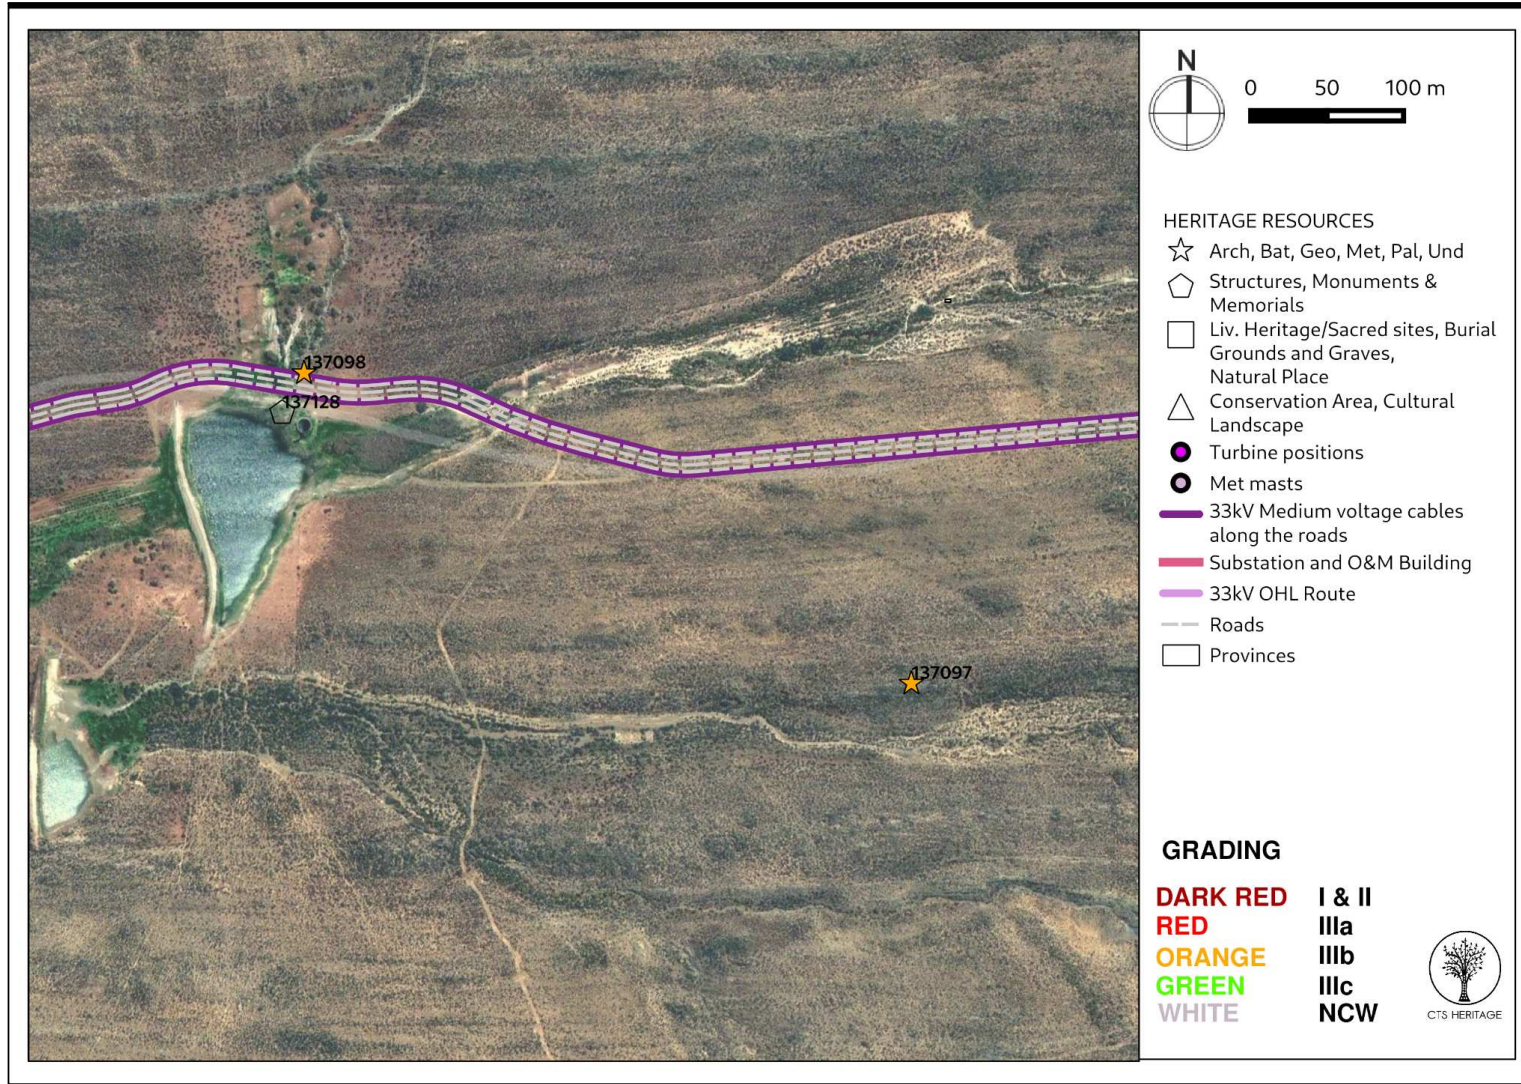 N
0 50 100 m
HERITAGE RESOURCES
Arch, Bat, Geo, Met, Pal, Und
Structures, Monuments &
Memorials
Liv. Heritage/Sacred sites, Burial
Grounds and Graves,
Natural Place
Conservation Area, Cultural
Landscape
Turbine positions
Met masts
33kV Medium voltage cables
along the roads
Substation and O&M Building
33kV OHL Route
Roads
Provinces
137098
137128
137097
GRADING
DARK RED I & II
RED IIIa
ORANGE IIIb
GREEN IIIc
WHITE NCW
CTS HERITAGE